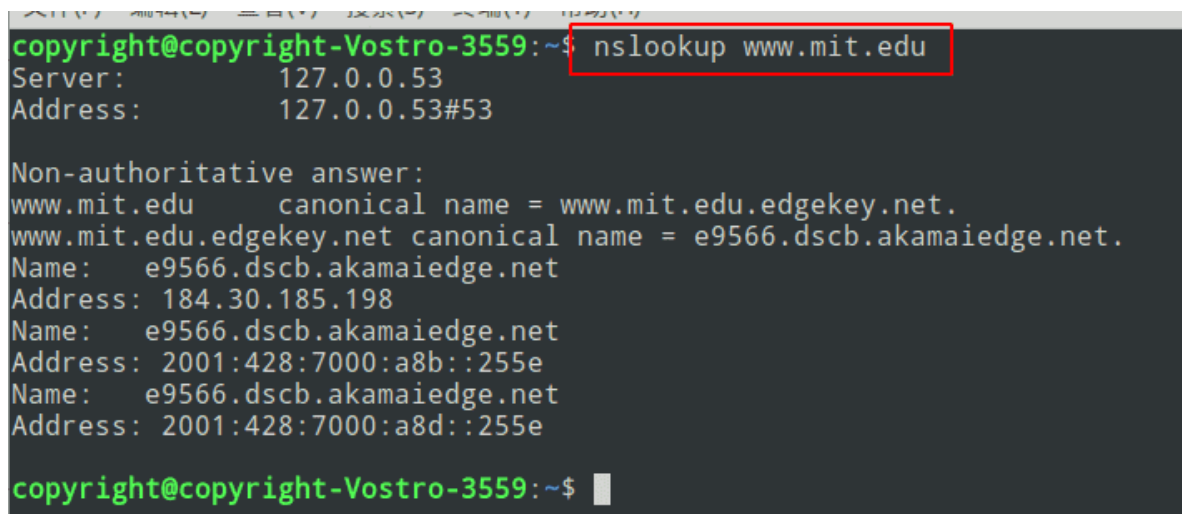 copyright@copyright-Vostro-3559:~$ nslookup www.mit.edu
Server:         127.0.0.53
Address:        127.0.0.53#53
Non-authoritative answer:
www.mit.edu     canonical name = www.mit.edu.edgekey.net.
www.mit.edu.edgekey.net canonical name = e9566.dscb.akamaiedge.net.
Name:   e9566.dscb.akamaiedge.net
Address: 184.30.185.198
Name:   e9566.dscb.akamaiedge.net
Address: 2001:428:7000:a8b::255e
Name:   e9566.dscb.akamaiedge.net
Address: 2001:428:7000:a8d::255e
copyright@copyright-Vostro-3559:~$